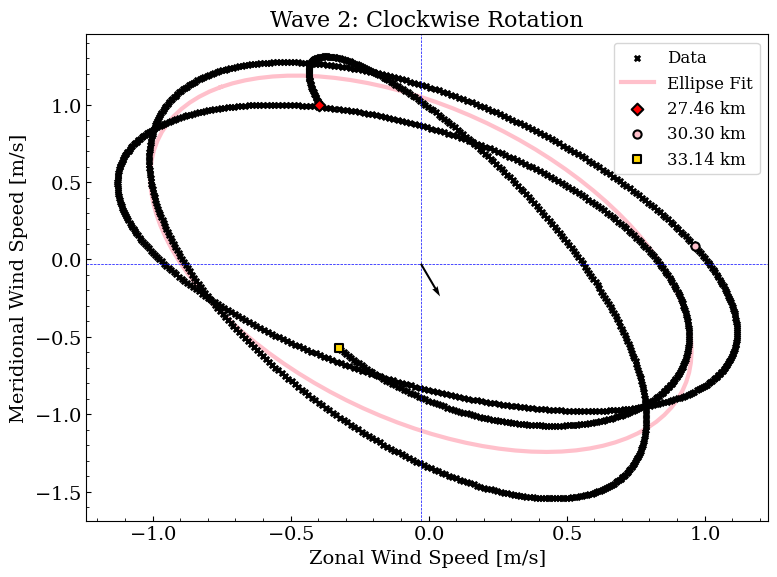 Wave 2: Clockwise Rotation
Data
Ellipse Fit
27.46 km
30.30 km
33.14 km
Meridional Wind Speed [m/s]
1.0
0.5
0.0
−0.5
−1.0
−1.5
−1.0
−0.5
0.0
0.5
1.0
Zonal Wind Speed [m/s]